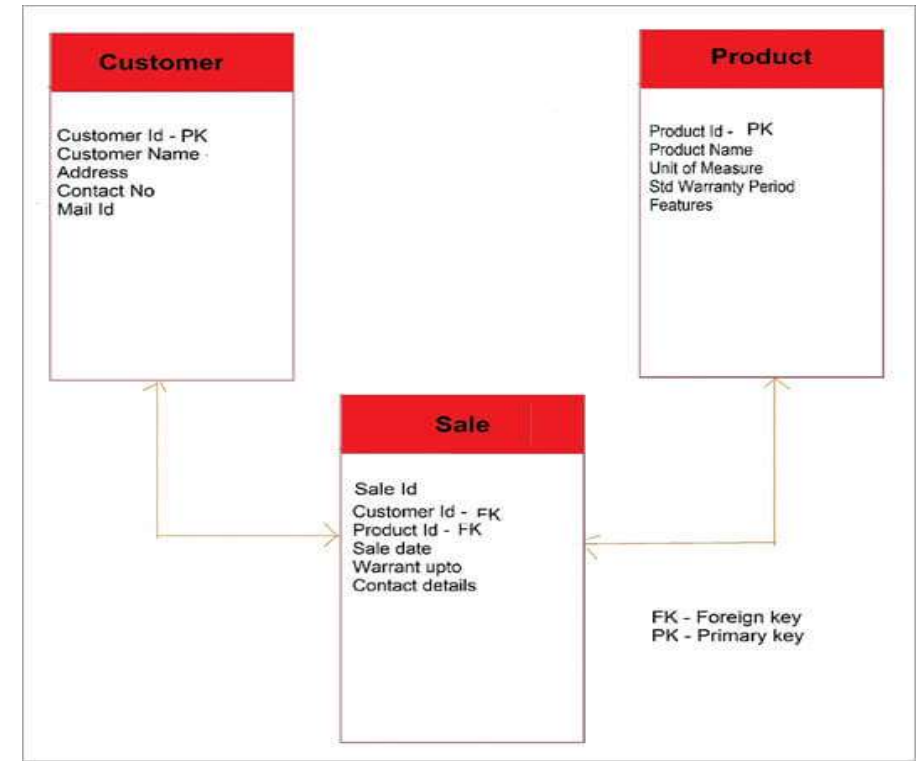 Customer
Customer Id - PK
Customer Name
Address
Contact No
Mail Id
Product
Product Id - PK
Product Name
Unit of Measure
Std Warranty Period
Features
Sale
Sale Id
Customer Id - FK
Product Id - FK
Sale date
Warrant upto
Contact details
FK - Foreign key
PK - Primary key